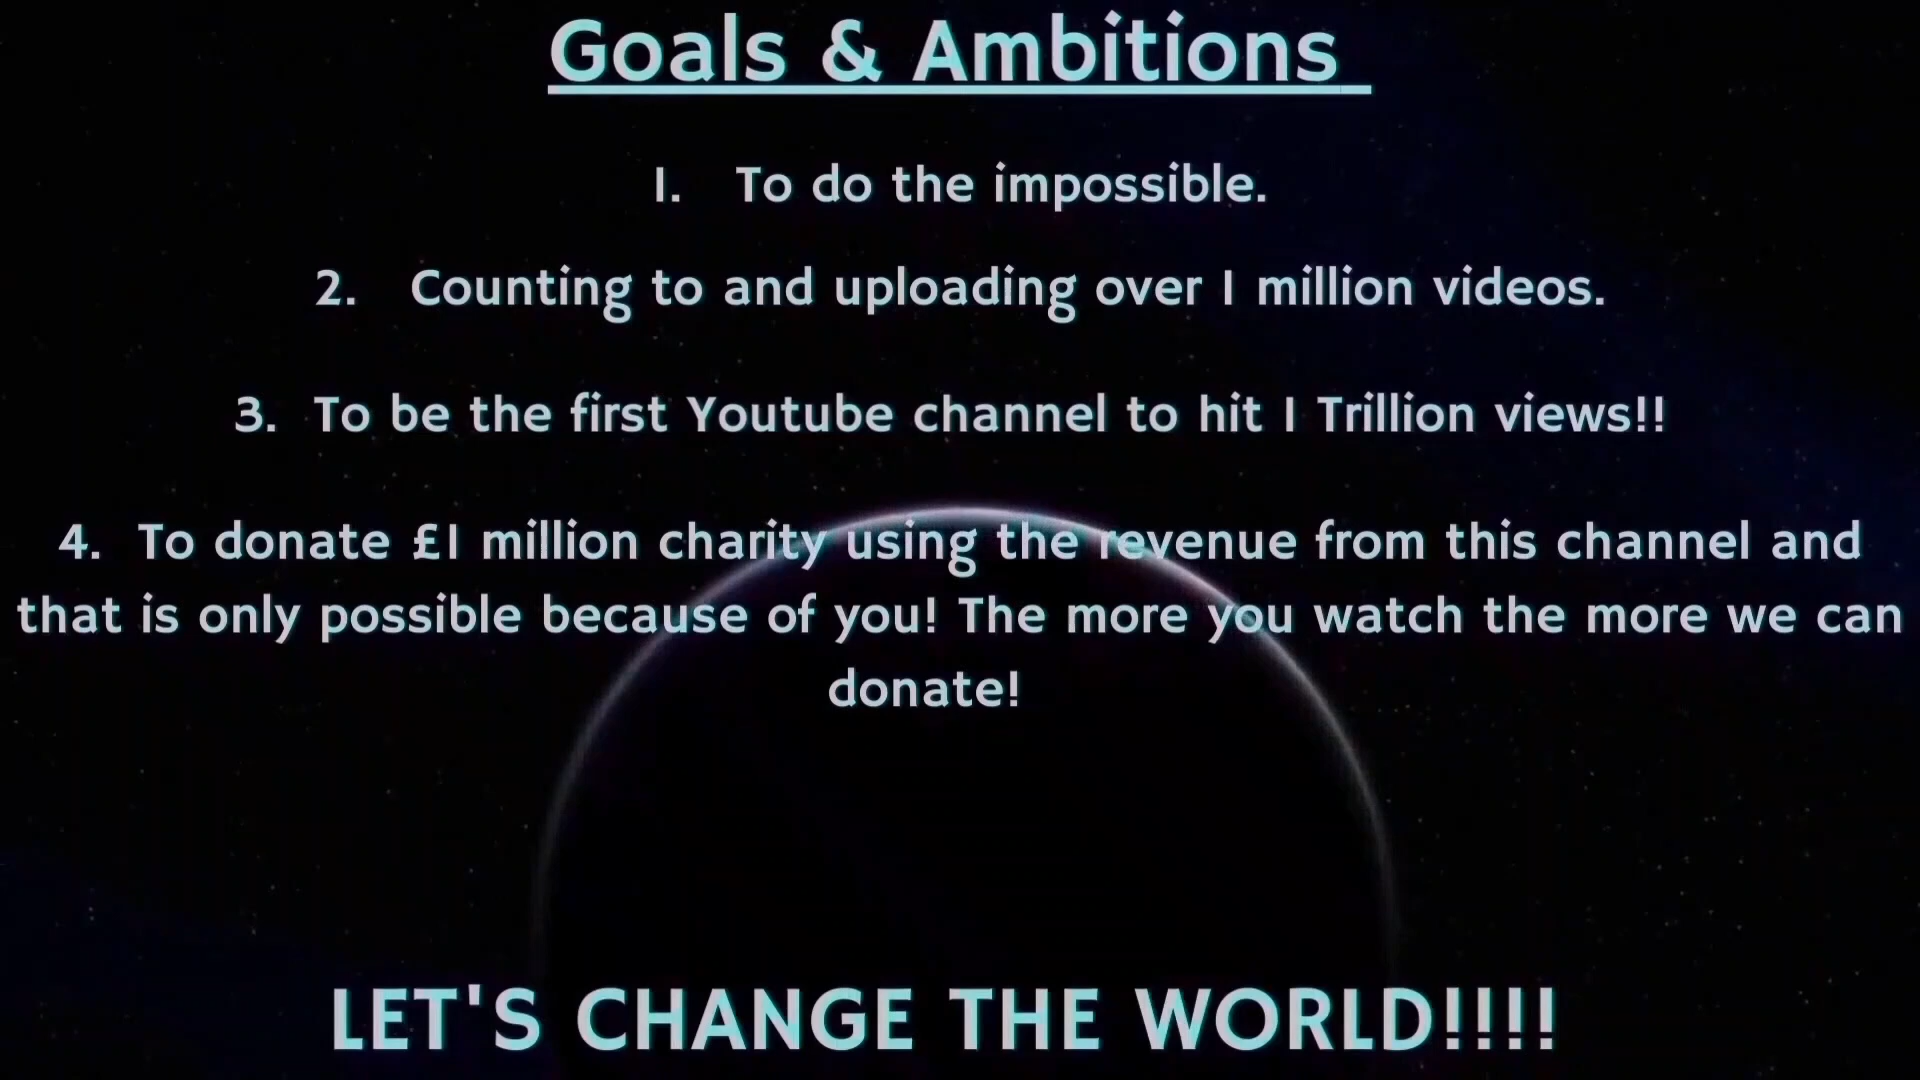 Goals & Ambitions
1. To do the impossible.
2. Counting to and uploading over 1 million videos.
3. To be the first Youtube channel to hit 1 Trillion views!!
4. To donate £1 million charity using the revenue from this channel and
that is only possible because of you! The more you watch the more we can
donate!
LET'S CHANGE THE WORLD!!!!